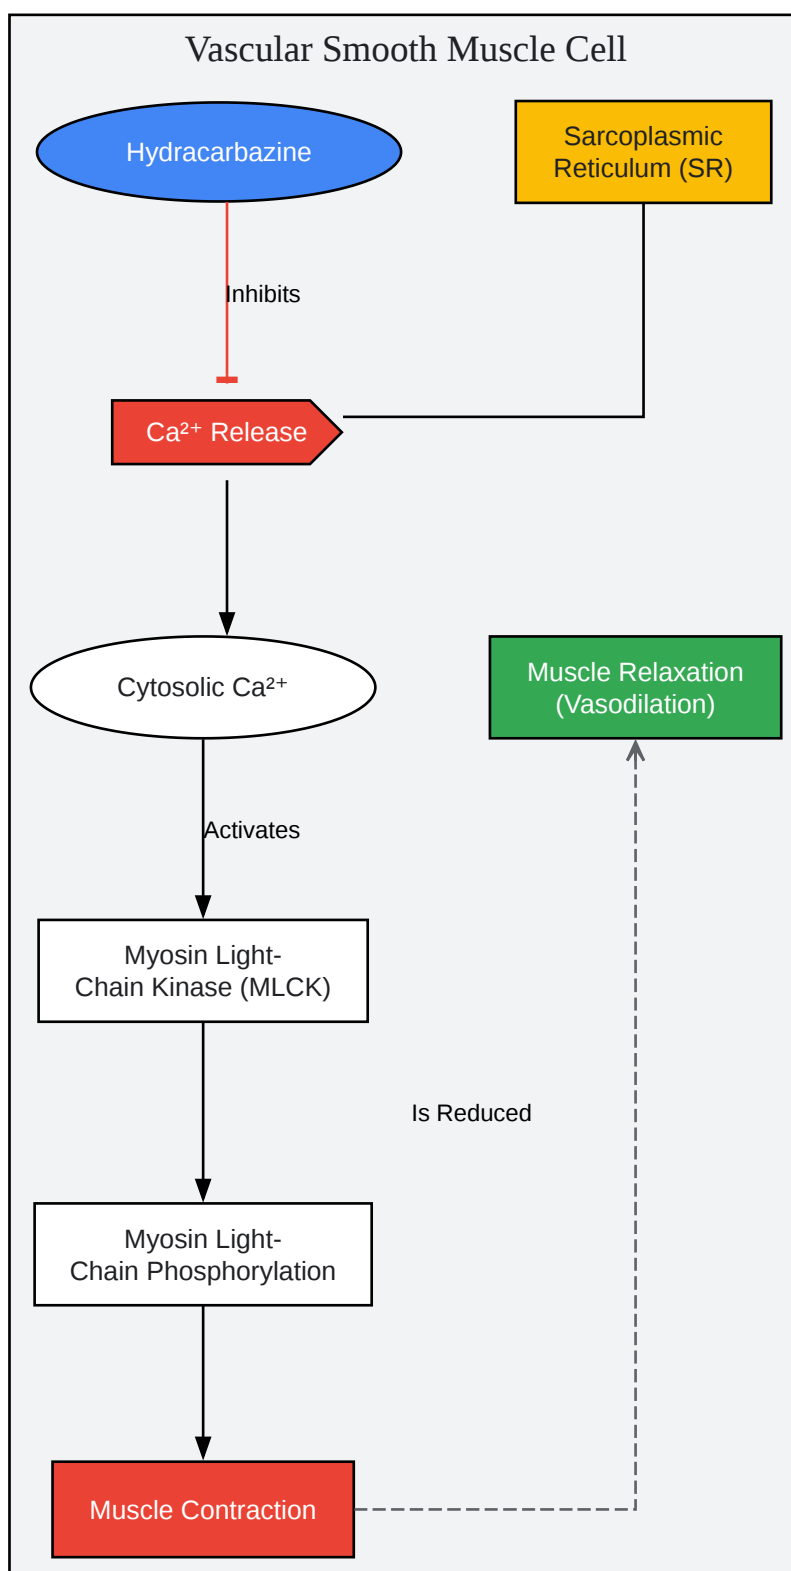 Vascular Smooth Muscle Cell
Hydracarbazine
Sarcoplasmic
Reticulum (SR)
Inhibits
Ca²⁺ Release
Cytosolic Ca²⁺
Muscle Relaxation
(Vasodilation)
Activates
Myosin Light-
Chain Kinase (MLCK)
Is Reduced
Myosin Light-
Chain Phosphorylation
Muscle Contraction